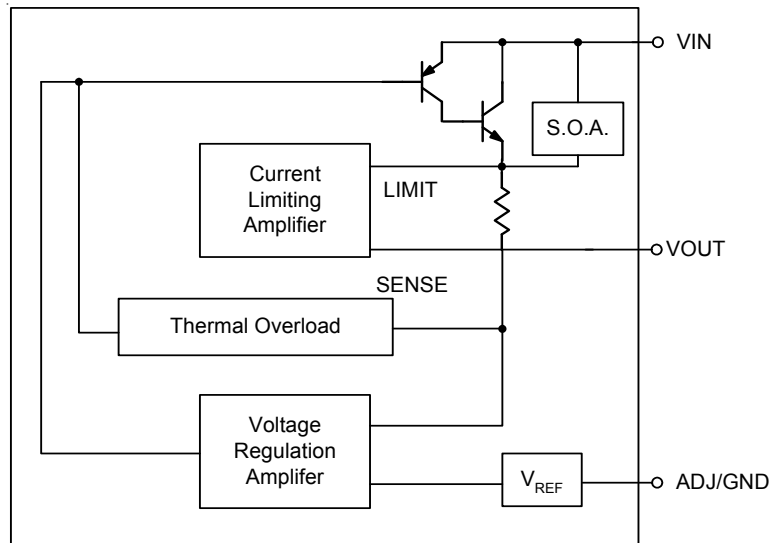 VIN
S.O.A.
Current
Limiting
Amplifier
LIMIT
VOUT
SENSE
Thermal Overload
Voltage
Regulation
Amplifer
VREF
ADJ/GND